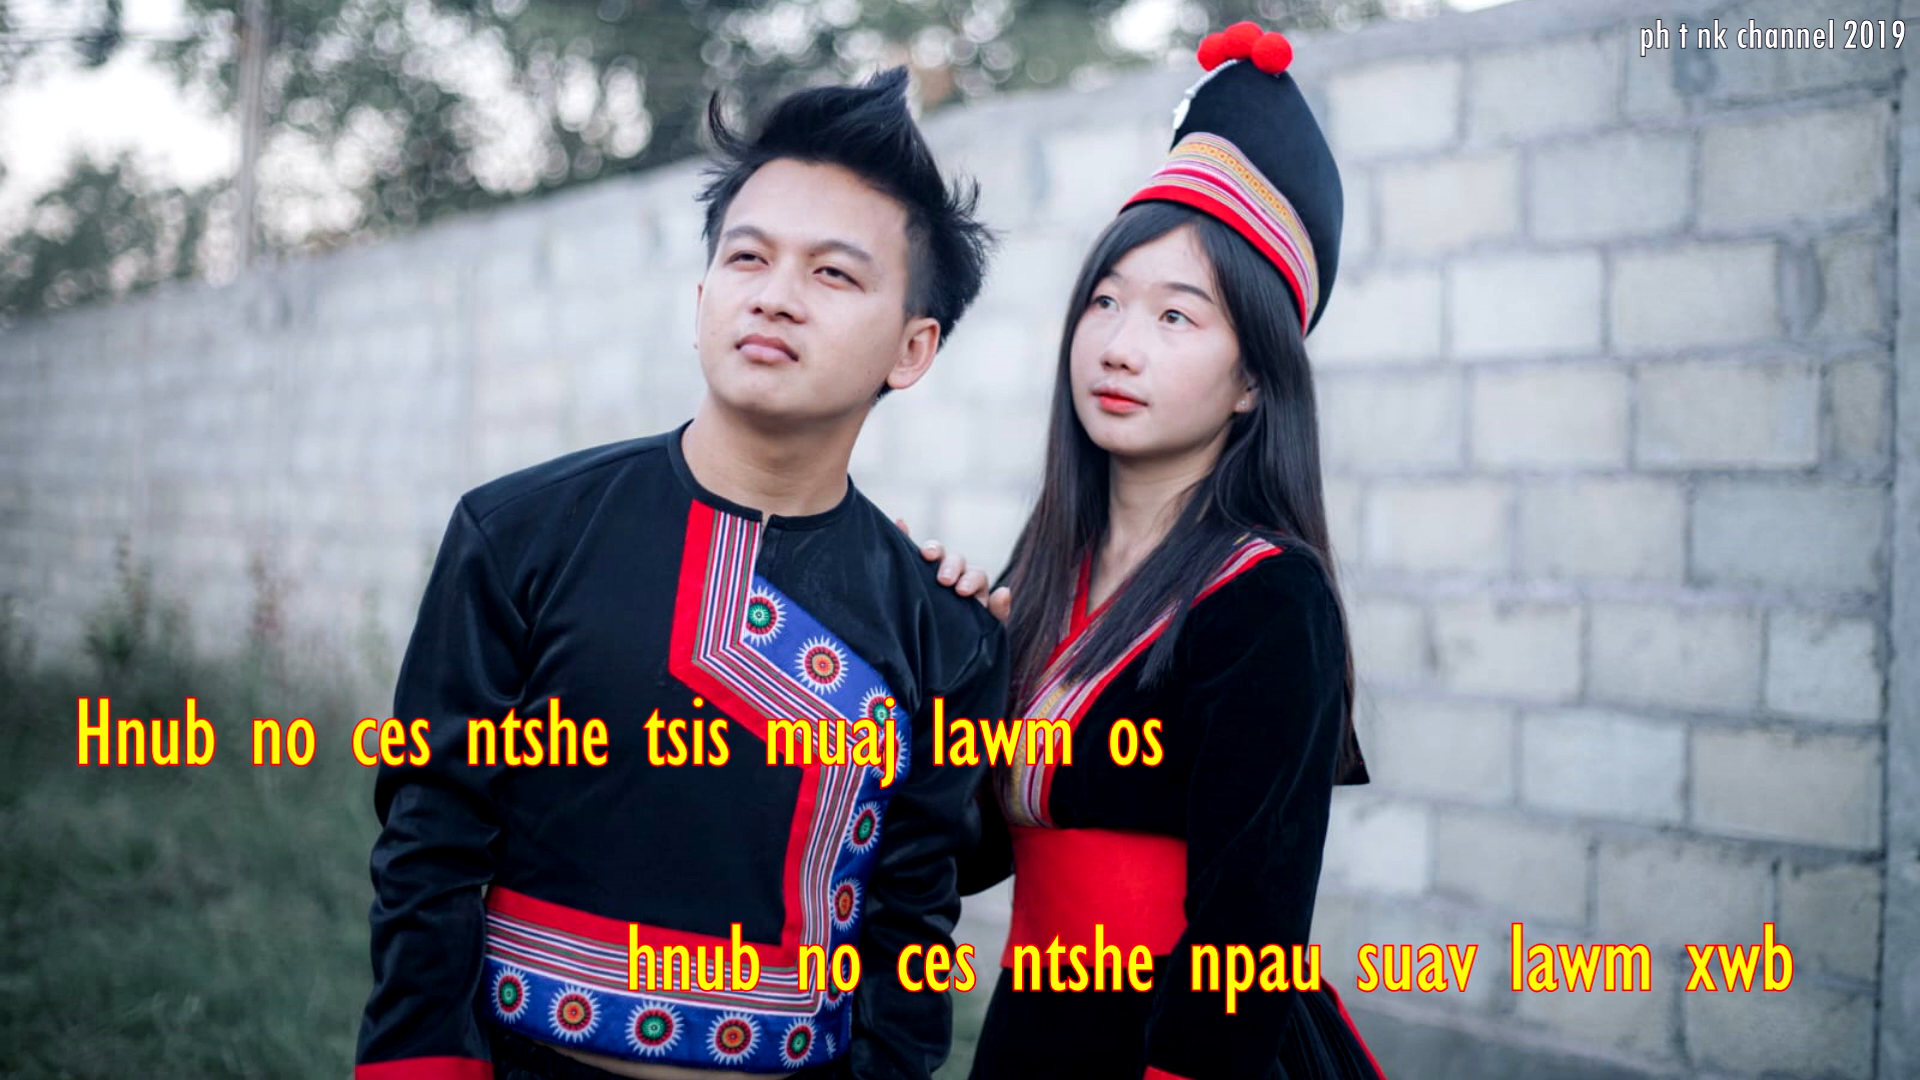 ph t nk channel 2019
Hnub no ces ntshe tsis muaj lawm os
hnub no ces ntshe npau suav lawm xwb